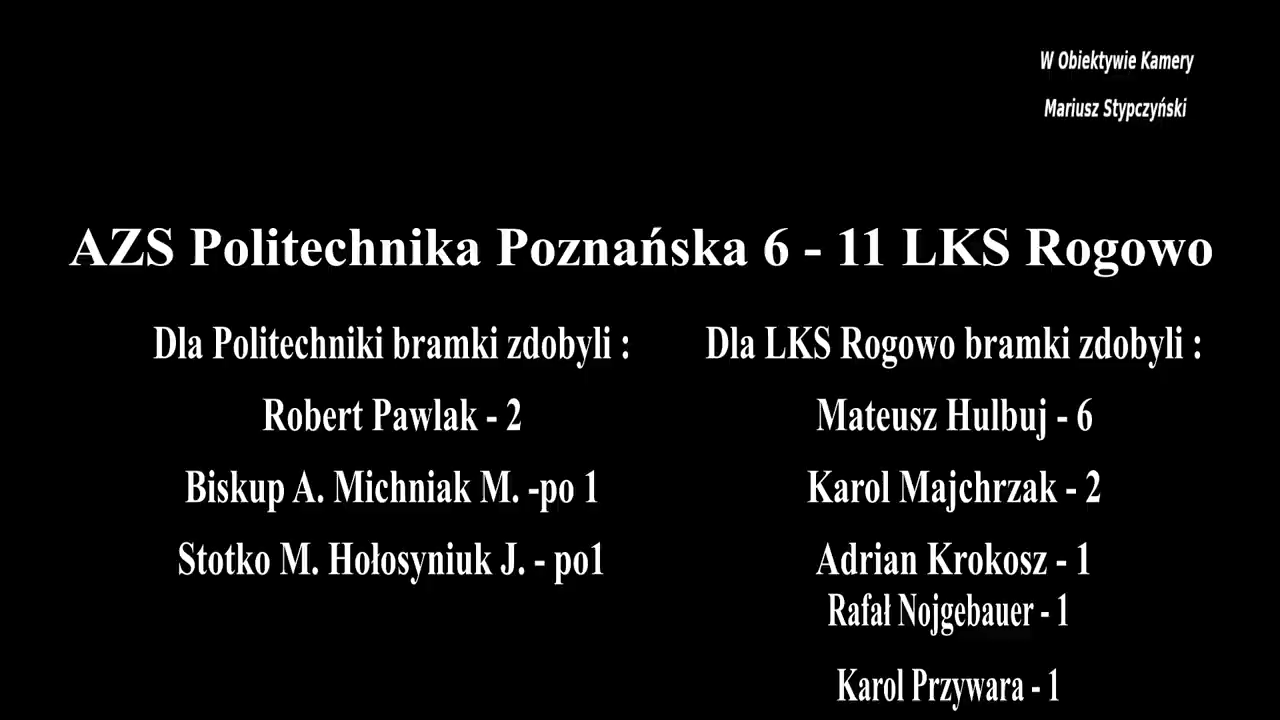 W Obiektywie Kamery
Mariusz Stypczyński
AZS Politechnika Poznańska 6 - 11 LKS Rogowo
Dla Politechniki bramki zdobyli :
Robert Pawlak - 2
Biskup A. Michniak M. -po 1
Stotko M. Hołosyniuk J. - po1
Dla LKS Rogowo bramki zdobyli :
Mateusz Hulbuj - 6
Karol Majchrzak - 2
Adrian Krokosz - 1
Rafał Nojgebauer - 1
Karol Przywara - 1